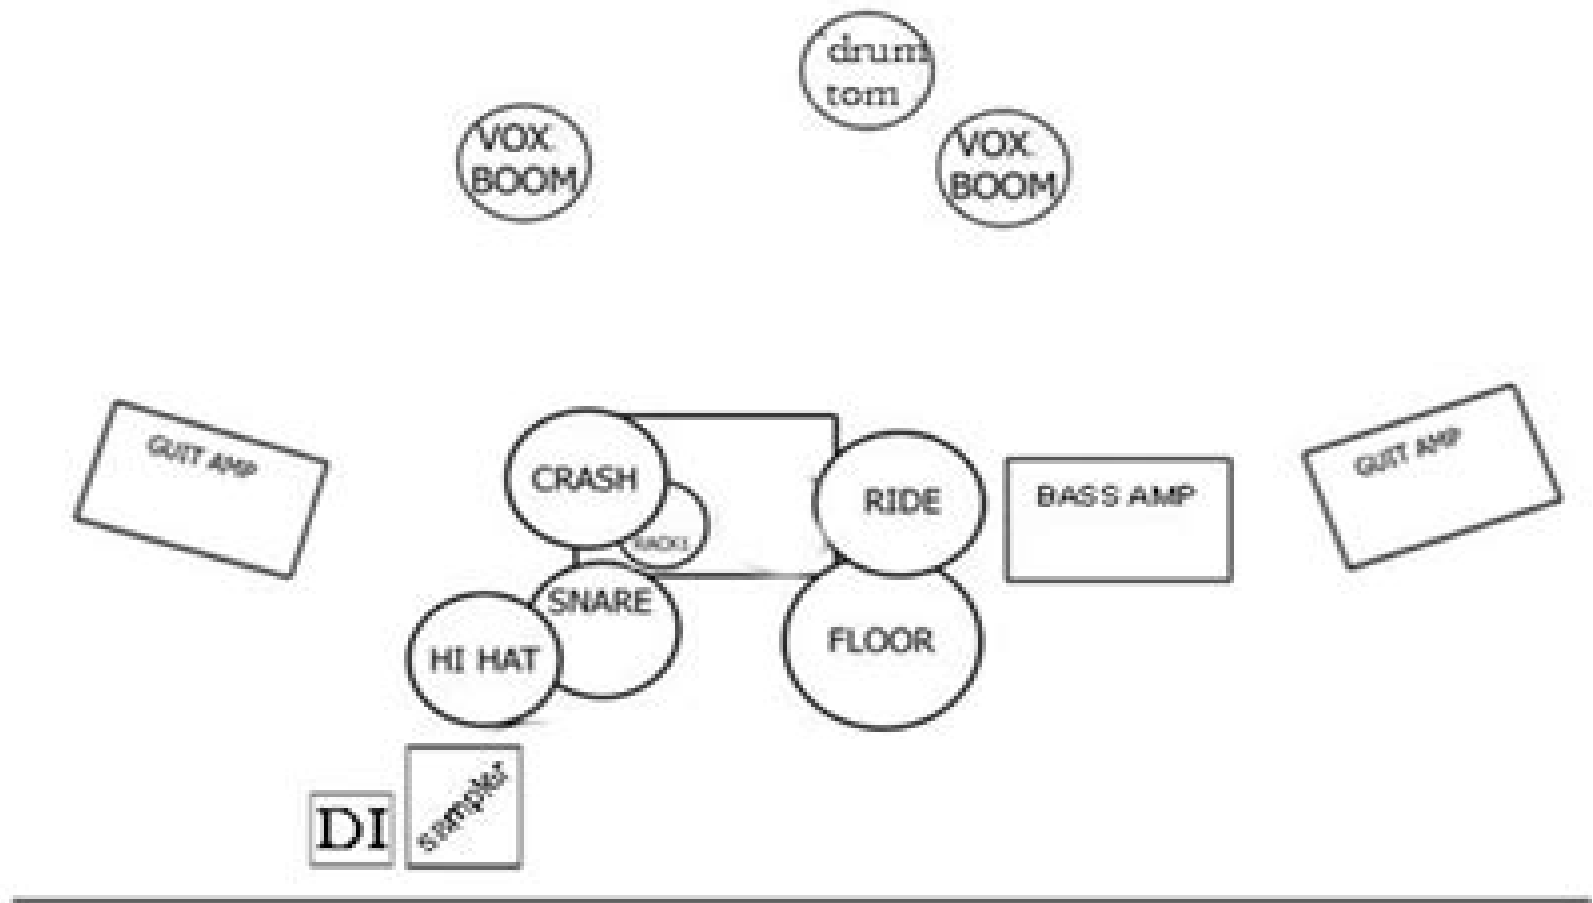 drum
tom
VOX
BOOM
VOX
BOOM
GUIT AMP
GUIT AMP
CRASH
RIDE
BASS AMP
RACK1
SNARE
HI HAT
FLOOR
sampler
DI